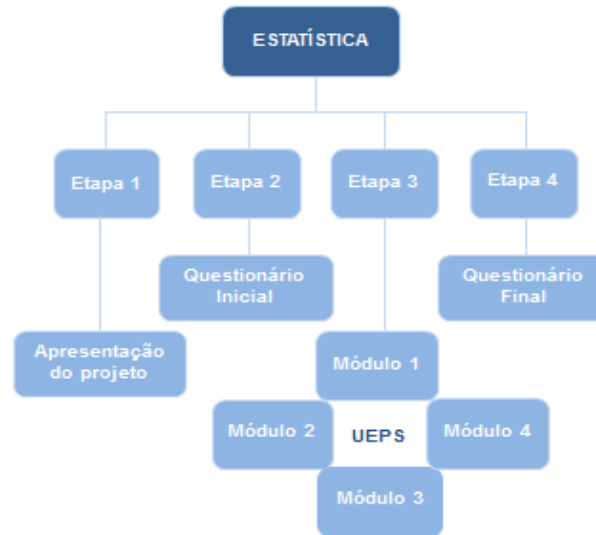 ESTATÍSTICA
Etapa 1
Etapa 2
Etapa 3
Etapa 4
Questionário
Inicial
Questionário
Final
Apresentação
do projeto
Módulo 1
Módulo 2
UEPS
Módulo 4
Módulo 3